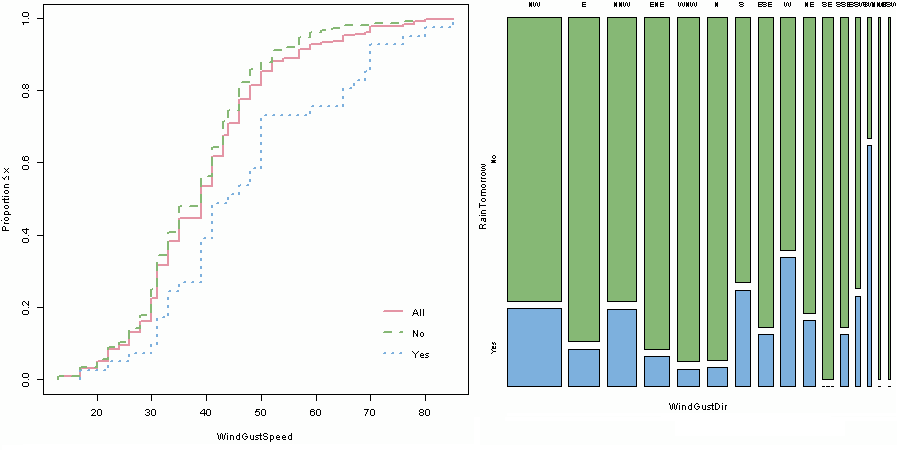 1.0
0.8
0.6
0.4
0.2
0.0
Proportion ≤ x
All
No
Yes
20 30 40 50 60 70 80
WindGustSpeed
NW E NNW ENE WNW N S ESE W NE SE SSE
No
Yes
RainTomorrow
WindGustDir